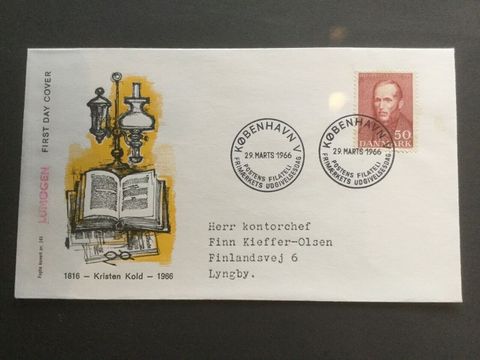 FIRST DAY COVER
LUMOGEN
1816 – Kristen Kold – 1966
KØBENHAVN V
29. MARTS 1966
POSTENS FILATELI
FRIMÆRKETS UDGIVELSESDAG
KØBENHAVN V
29. MARTS 1966
POSTENS FILATELI
FRIMÆRKETS UDGIVELSESDAG
50
DANMARK
Herr kontorchef
Finn Kieffer-Olsen
Finlandsvej 6
Lyngby.